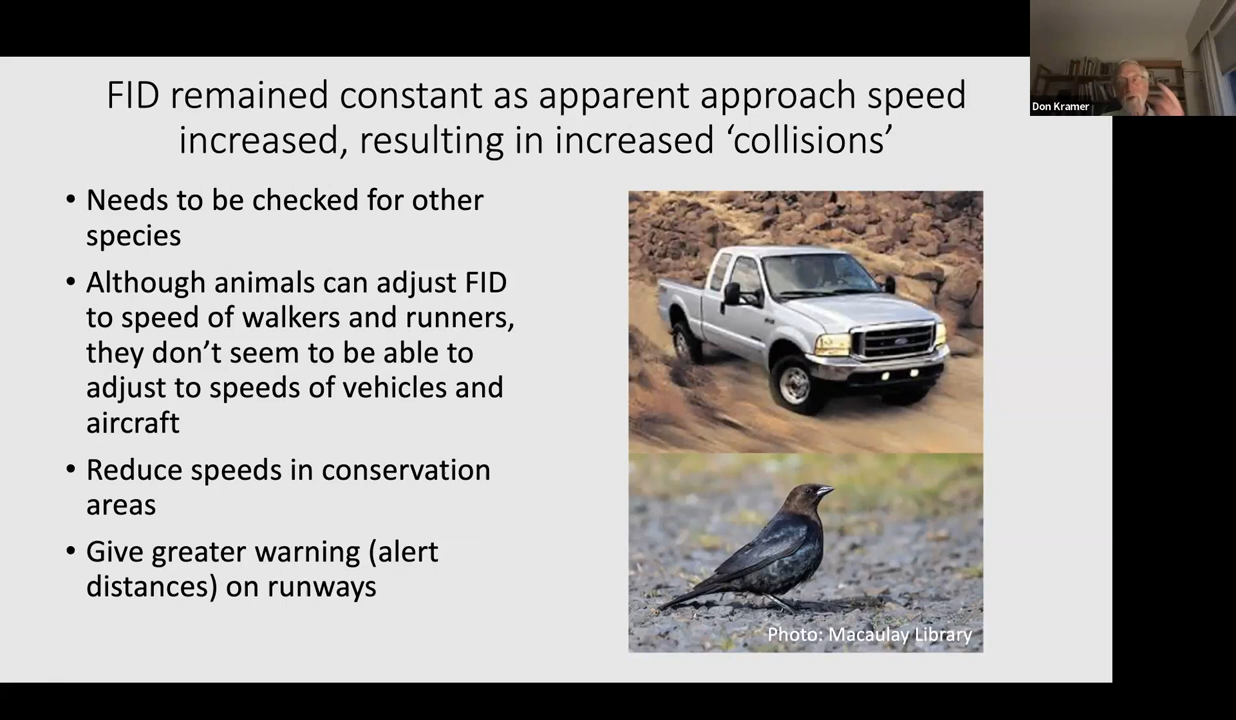 FID remained constant as apparent approach speed
increased, resulting in increased ‘collisions’
• Needs to be checked for other
species
• Although animals can adjust FID
to speed of walkers and runners,
they don’t seem to be able to
adjust to speeds of vehicles and
aircraft
• Reduce speeds in conservation
areas
• Give greater warning (alert
distances) on runways
Photo: Macaulay Library
Don Kramer